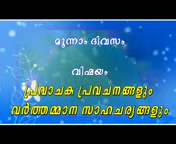 മൂന്നാം ദിവസം
വിഷയം
പ്രവാചക പ്രവചനങ്ങളും
വർത്തമ്മാന സാഹചര്യങ്ങളും